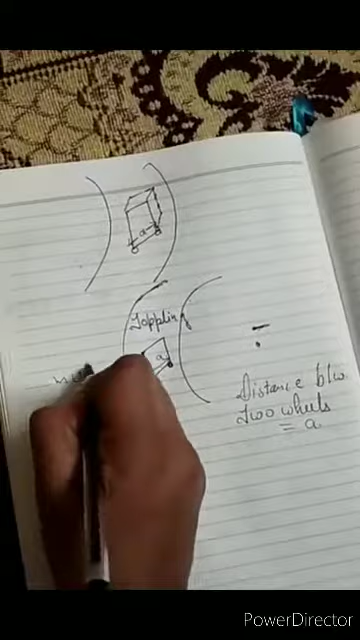 a
Toppling
a
Distance b/w
two wheels
= a
PowerDirector